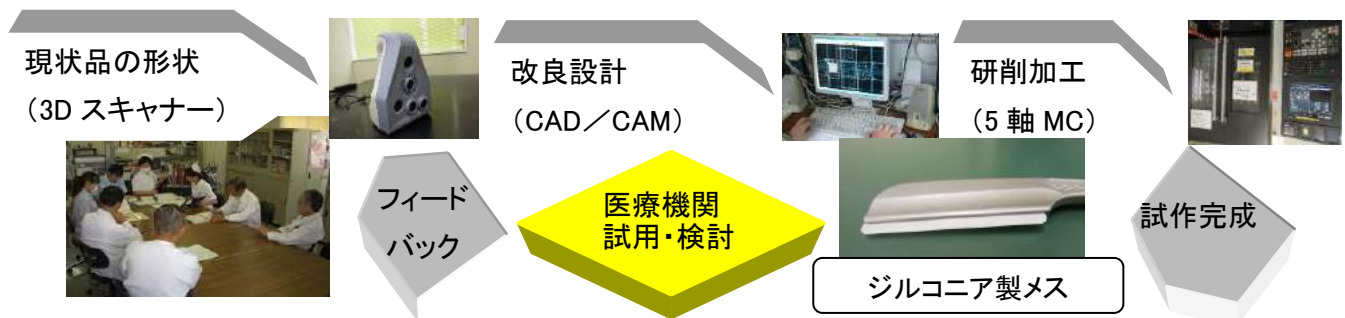 現状品の形状
（3D スキャナー）
改良設計
（CAD／CAM）
研削加工
（5 軸 MC）
フィード
バック
医療機関
試用・検討
ジルコニア製メス
試作完成